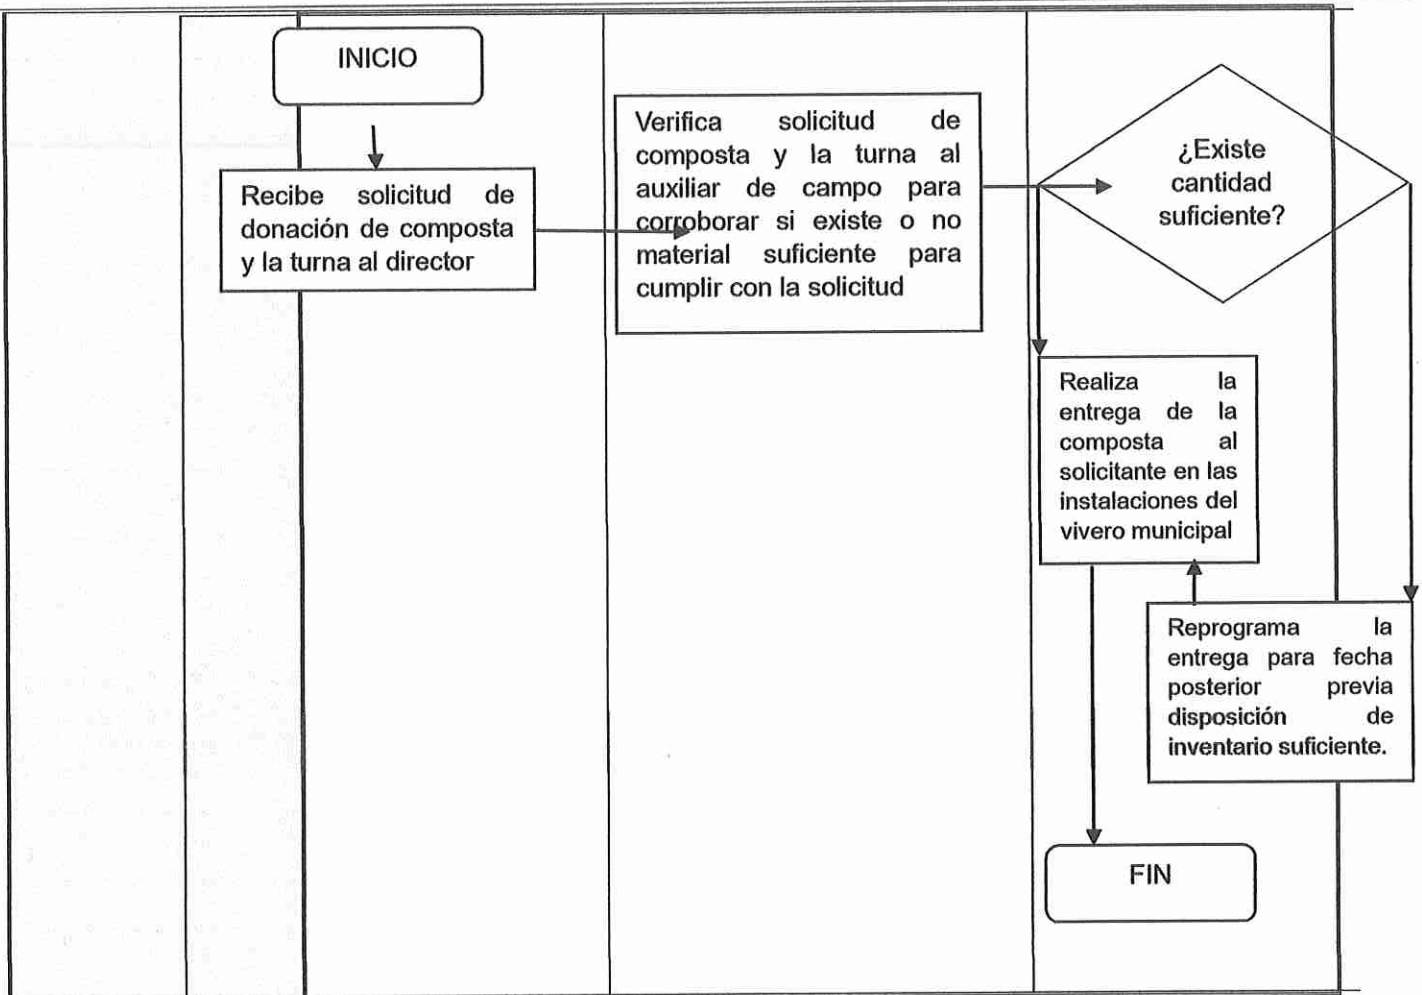 INICIO
Recibe solicitud de
donación de composta
y la turna al director
Verifica solicitud de
composta y la turna al
auxiliar de campo para
corroborar si existe o no
material suficiente para
cumplir con la solicitud
¿Existe
cantidad
suficiente?
Realiza la
entrega de la
composta al
solicitante en las
instalaciones del
vivero municipal
Reprograma la
entrega para fecha
posterior previa
disposición de
inventario suficiente.
FIN